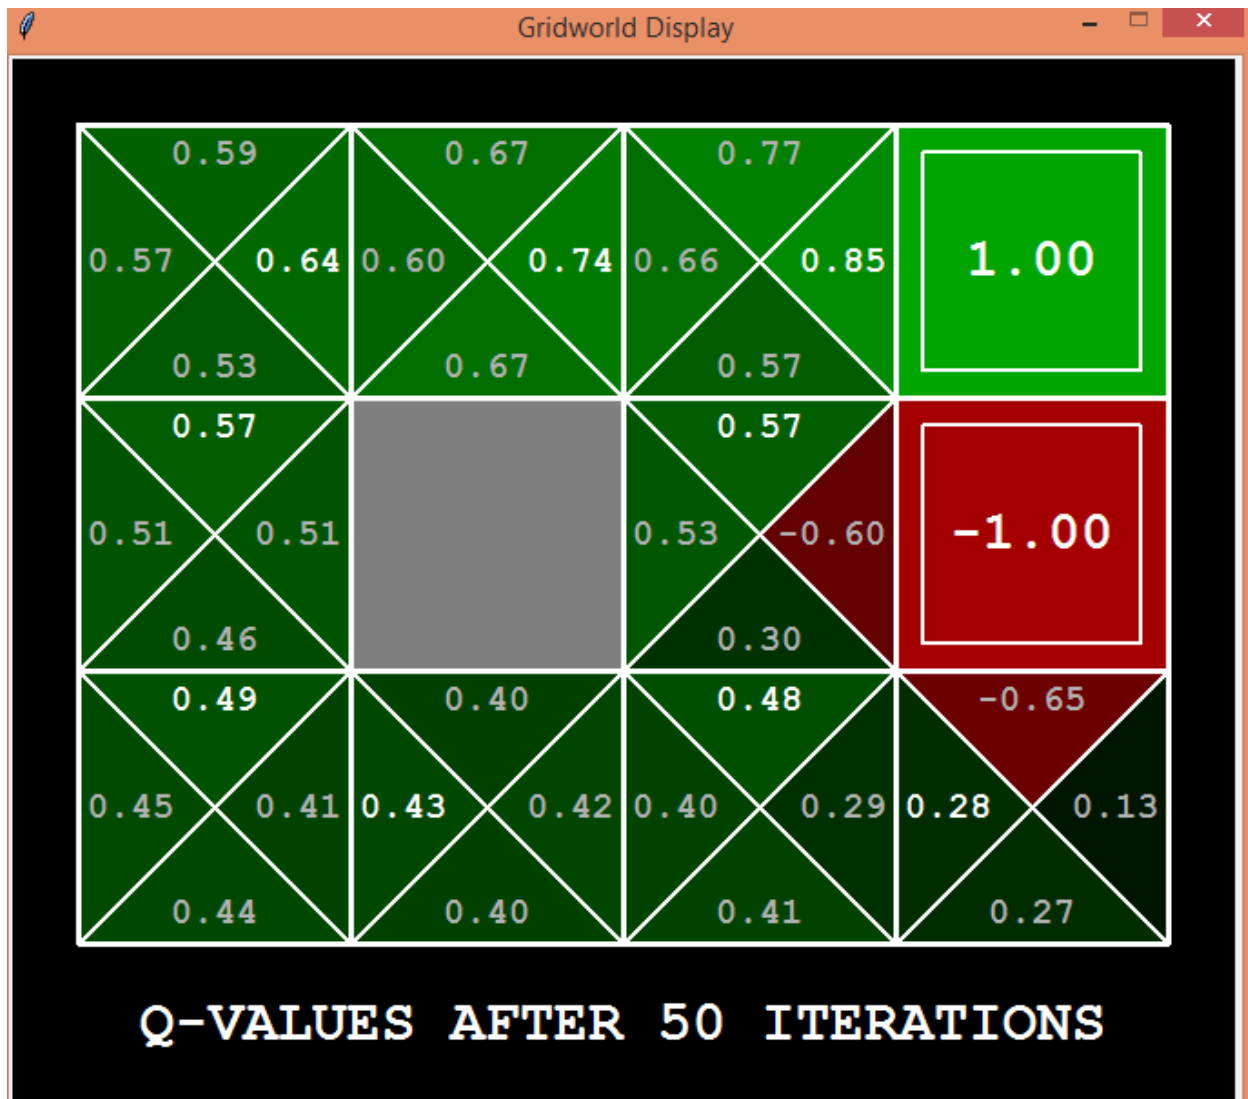 Gridworld Display
0.59 0.67 0.77
0.57 0.64 0.60 0.74 0.66 0.85 1.00
0.53 0.67 0.57
0.57 0.57
0.51 0.51 0.53 -0.60 -1.00
0.46 0.30
0.49 0.40 0.48 -0.65
0.45 0.41 0.43 0.42 0.40 0.29 0.28 0.13
0.44 0.40 0.41 0.27
Q-VALUES AFTER 50 ITERATIONS